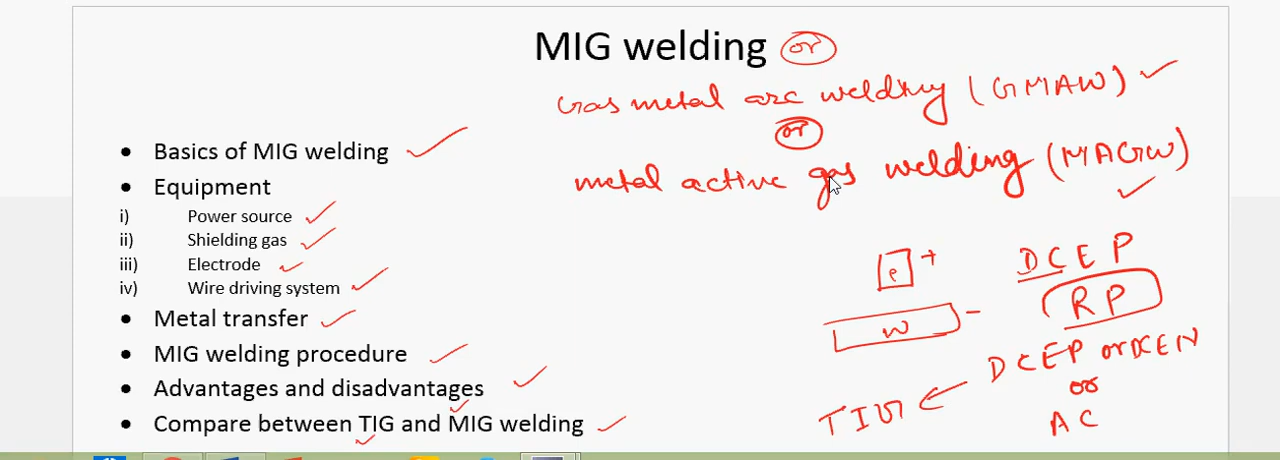 MIG welding or
Gas metal arc welding (GMAW)
or
metal active gas welding (MAGW)
• Basics of MIG welding
• Equipment
i) Power source
ii) Shielding gas
iii) Electrode
iv) Wire driving system
• Metal transfer
• MIG welding procedure
• Advantages and disadvantages
• Compare between TIG and MIG welding
e +
W −
DCEP
RP
DCEP or DCEN
or
AC
TIG ←